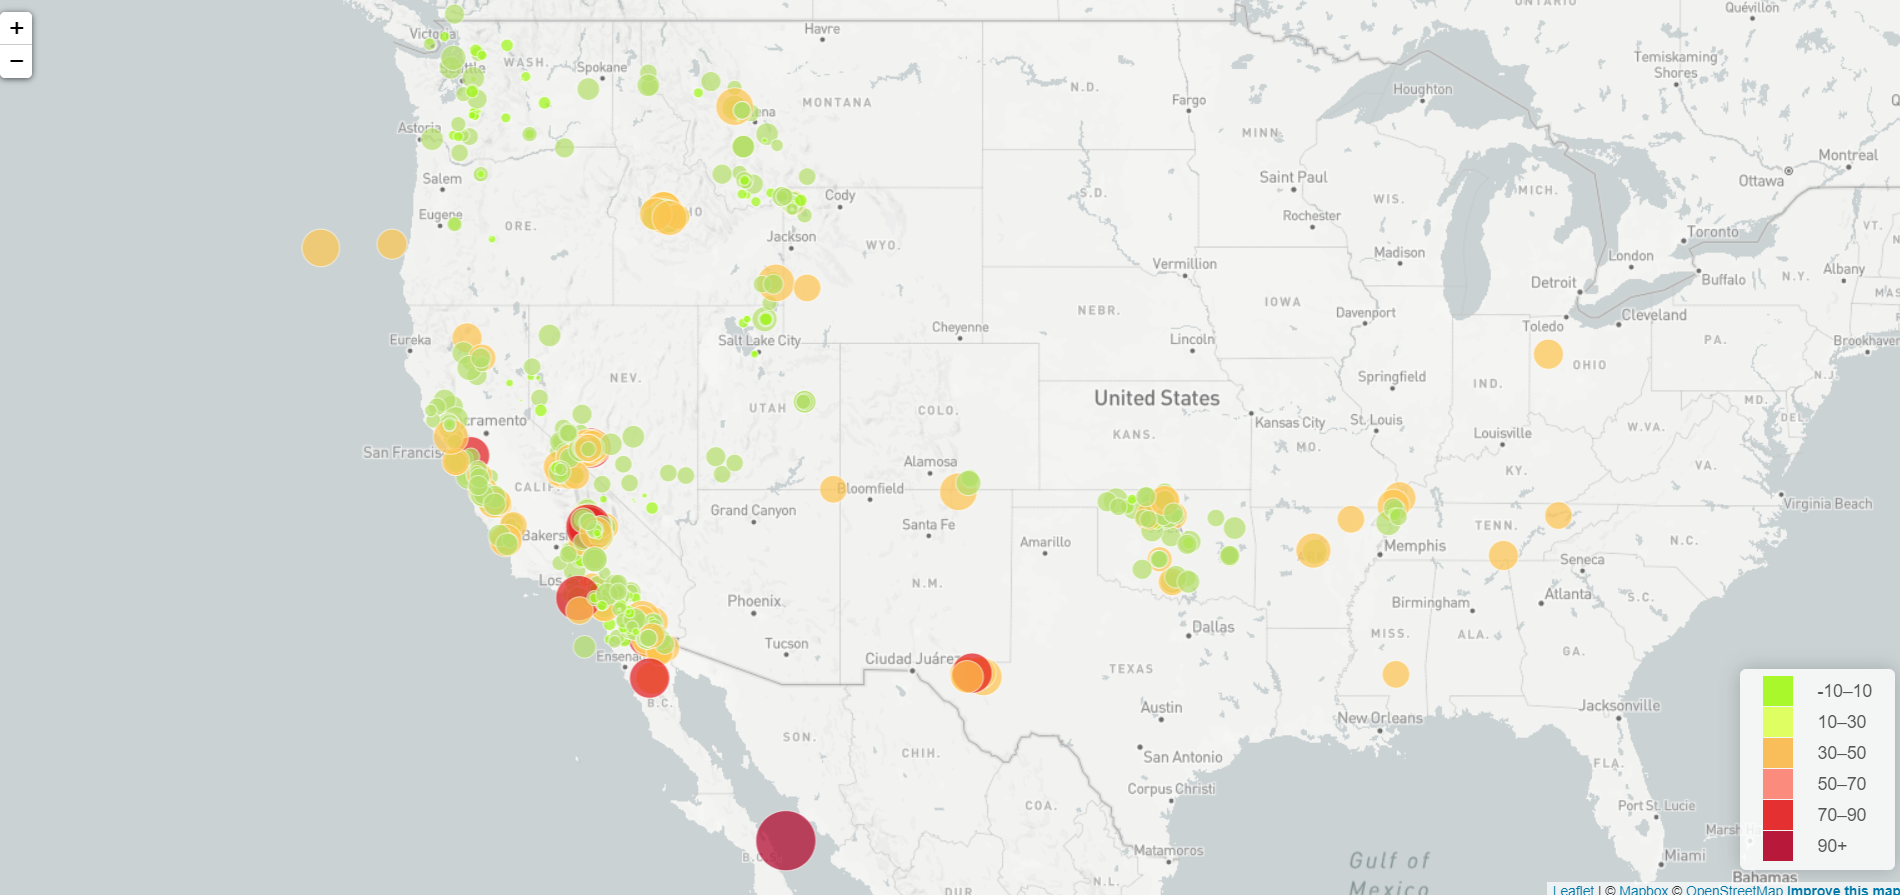 +
−
Havre
Quévillon
WASH.
Spokane
MONTANA
N.D.
Fargo
Houghton
Temiskaming
Shores
Astoria
MINN.
Montreal
Salem
Cody
S.D.
Saint Paul
MICH.
Ottawa
Eugene
ORE.
WIS.
Rochester
VT.
Jackson
WYO.
Toronto
Madison
London
Vermillion
Buffalo
N.Y.
Albany
Detroit
IOWA
NEBR.
Davenport
Cleveland
Eureka
Salt Lake City
Cheyenne
Lincoln
Toledo
PA.
Brookhaven
NEV.
OHIO
Springfield
IND.
N.J.
UTAH
COLO.
United States
MD.
DEL.
KANS.
Kansas City
St. Louis
MO.
Louisville
W.VA.
San Francis
Alamosa
KY.
VA.
CALIF
Bloomfield
Virginia Beach
Grand Canyon
Santa Fe
TENN.
Bakers
Amarillo
Memphis
N.C.
Seneca
Los
N.M.
Phoenix
Birmingham
Atlanta
S.C.
Dallas
MISS.
ALA.
Tucson
Ensena
Ciudad Juárez
TEXAS
GA.
B.C.
Austin
New Orleans
Jacksonville
SON.
CHIH.
San Antonio
FLA.
Corpus Christi
COA.
Port St. Lucie
Matamoros
Gulf of
Mexico
Miami
Bahamas
DUR.
N.L.
-10–10
10–30
30–50
50–70
70–90
90+
Leaflet | © Mapbox © OpenStreetMap Improve this map